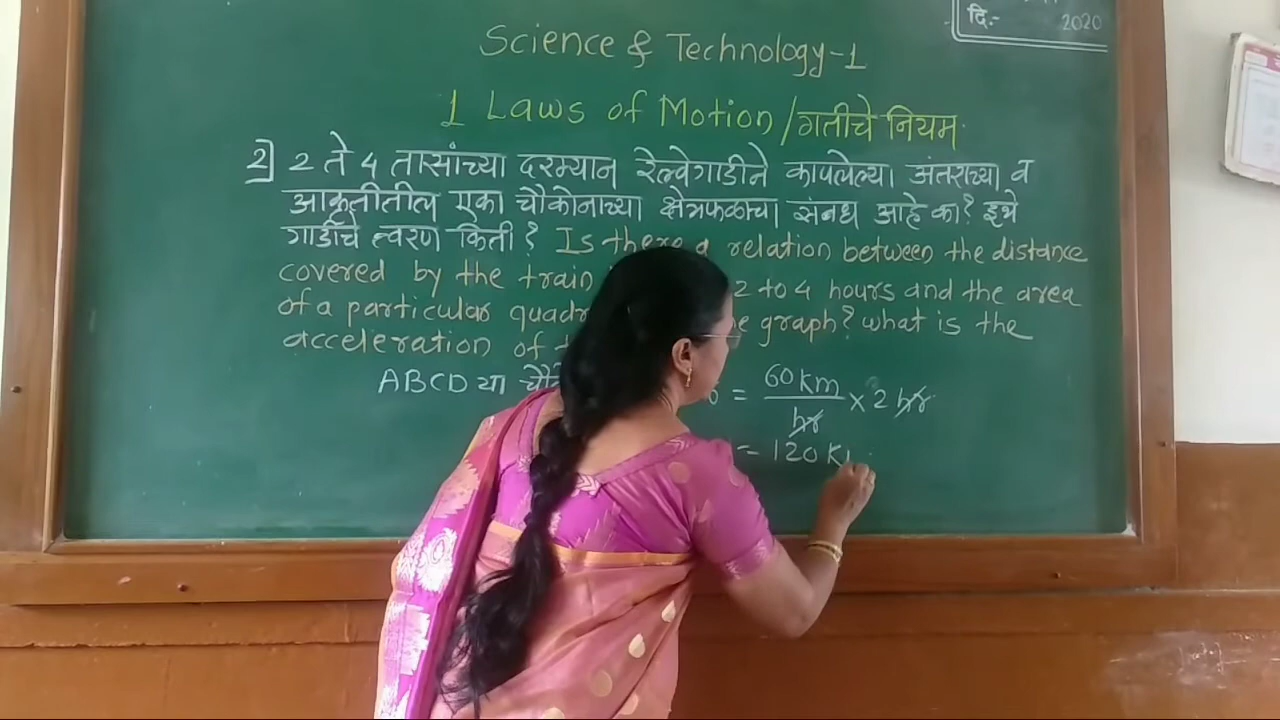 दि.- 2020
Science & Technology-1
1 Laws of Motion/गतीचे नियम.
2] 2 ते 4 तासांच्या दरम्यान रेल्वेगाडीने कापलेल्या अंतराच्या व
आकृतीतील एका चौकोनाच्या क्षेत्रफळाचा संबध आहे का? इथे
गाडीचे त्वरण किती? Is there a relation between the distance
covered by the train 2 to 4 hours and the area
of a particular graph? what is the
acceleration of
ABCD या = 60 Km / hr × 2 hr
= 120 K